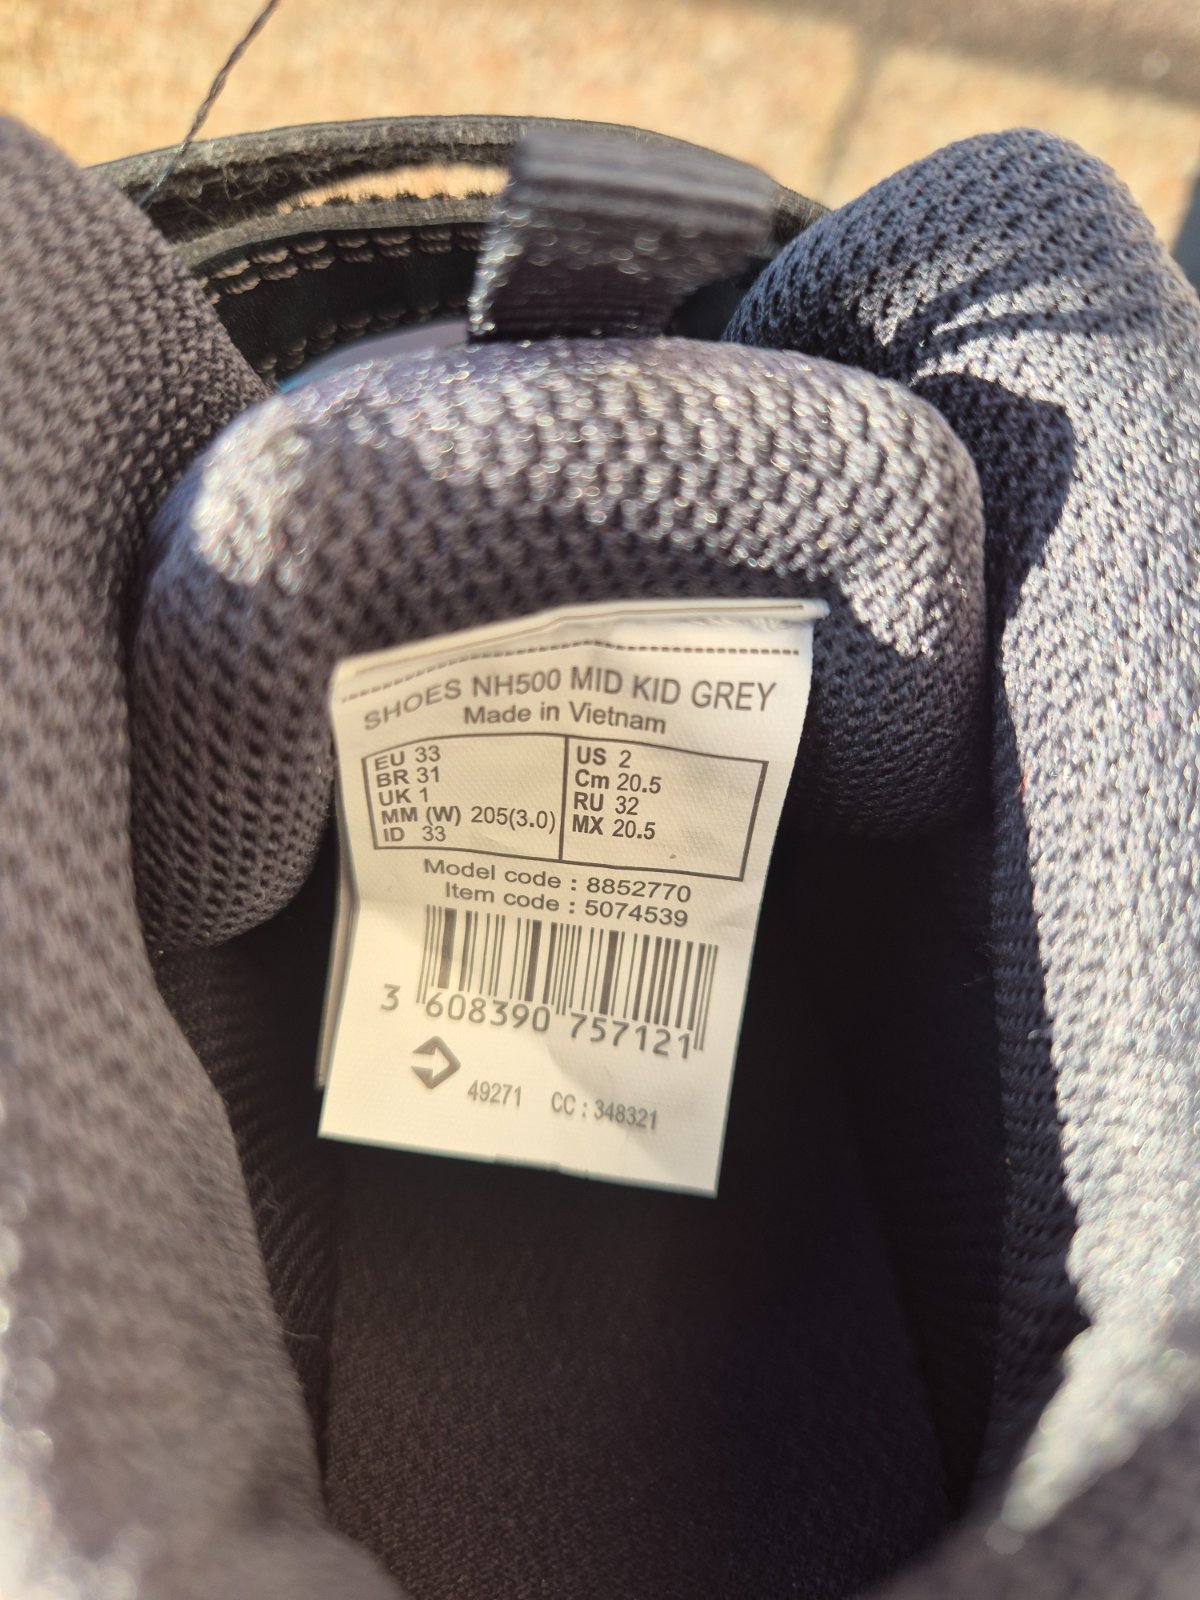 SHOES NH500 MID KID GREY
Made in Vietnam
EU 33
BR 31
UK 1
MM (W) 205(3.0)
ID 33
US 2
Cm 20.5
RU 32
MX 20.5
Model code : 8852770
Item code : 5074539
3 608390 757121
49271 CC : 348321